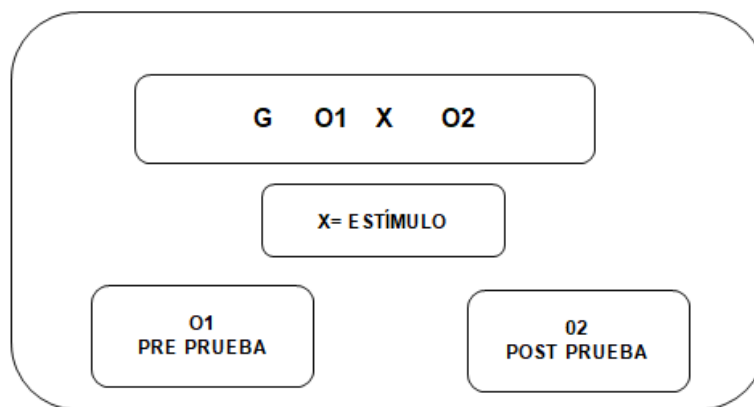 G O1 X O2
X= ESTÍMULO
O1
PRE PRUEBA
02
POST PRUEBA